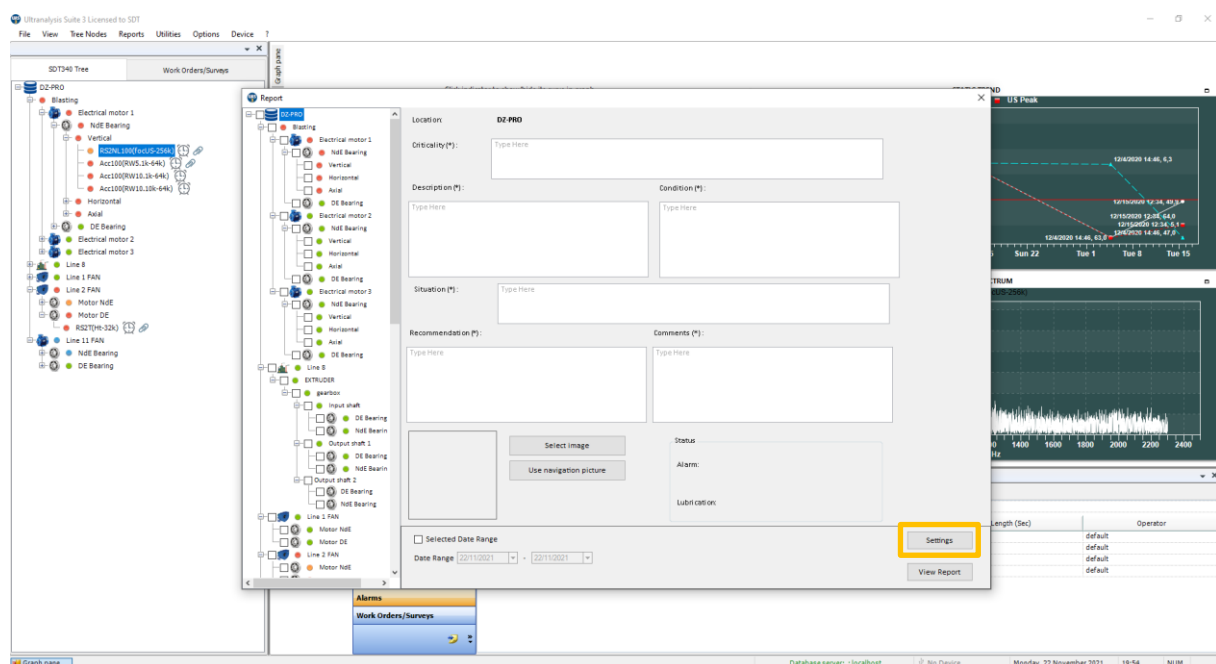 Ultranalysis Suite 3 Licensed to SDT
File View Tree Nodes Reports Utilities Options Device ?
SDT340 Tree
Work Orders/Surveys
DZ-PRO
Blasting
Electrical motor 1
NdE Bearing
Vertical
RS2NL100(focUS-256k)
Acc100(RW5.1k-64k)
Acc100(RW10.1k-64k)
Acc100(RW10.10k-64k)
Horizontal
Axial
DE Bearing
Electrical motor 2
Electrical motor 3
Line 8
Line 1 FAN
Line 2 FAN
Motor NdE
Motor DE
RS2T(Ht-32k)
Line 11 FAN
NdE Bearing
DE Bearing
Graph pane
Report
DZ-PRO
Blasting
Electrical motor 1
NdE Bearing
Vertical
Horizontal
Axial
DE Bearing
Electrical motor 2
NdE Bearing
Vertical
Horizontal
Axial
DE Bearing
Electrical motor 3
NdE Bearing
Vertical
Horizontal
Axial
DE Bearing
Line 8
EXTRUDER
gearbox
Input shaft
DE Bearing
NdE Bearin
Output shaft 1
DE Bearing
NdE Bearin
Output shaft 2
DE Bearing
NdE Bearing
Line 1 FAN
Motor NdE
Motor DE
Line 2 FAN
Motor NdE
Location: DZ-PRO
Criticality(*): Type Here
Description (*): Condition (*):
Type Here Type Here
Situation (*): Type Here
Recommendation (*): Comments (*):
Type Here Type Here
Select image
Use navigation picture
Status
Alarm:
Lubrication:
Selected Date Range
Date Range 22/11/2021 - 22/11/2021
Settings
View Report
US Peak
12/4/2020 14:46, 6,3
12/15/2020 12:34, 49,9
12/15/2020 12:34, 64,0
12/15/2020 12:34, 6,1
12/4/2020 14:46, 63,0
12/4/2020 14:46, 47,0
Sun 22 Tue 1 Tue 8 Tue 15
TRUM
1400 1600 1800 2000 2200 2400
Hz
Length (Sec) Operator
default
default
default
default
Alarms
Work Orders/Surveys
Graph pane
Database server: :localhost
No Device
Monday, 22 November 2021
19:54
NUM